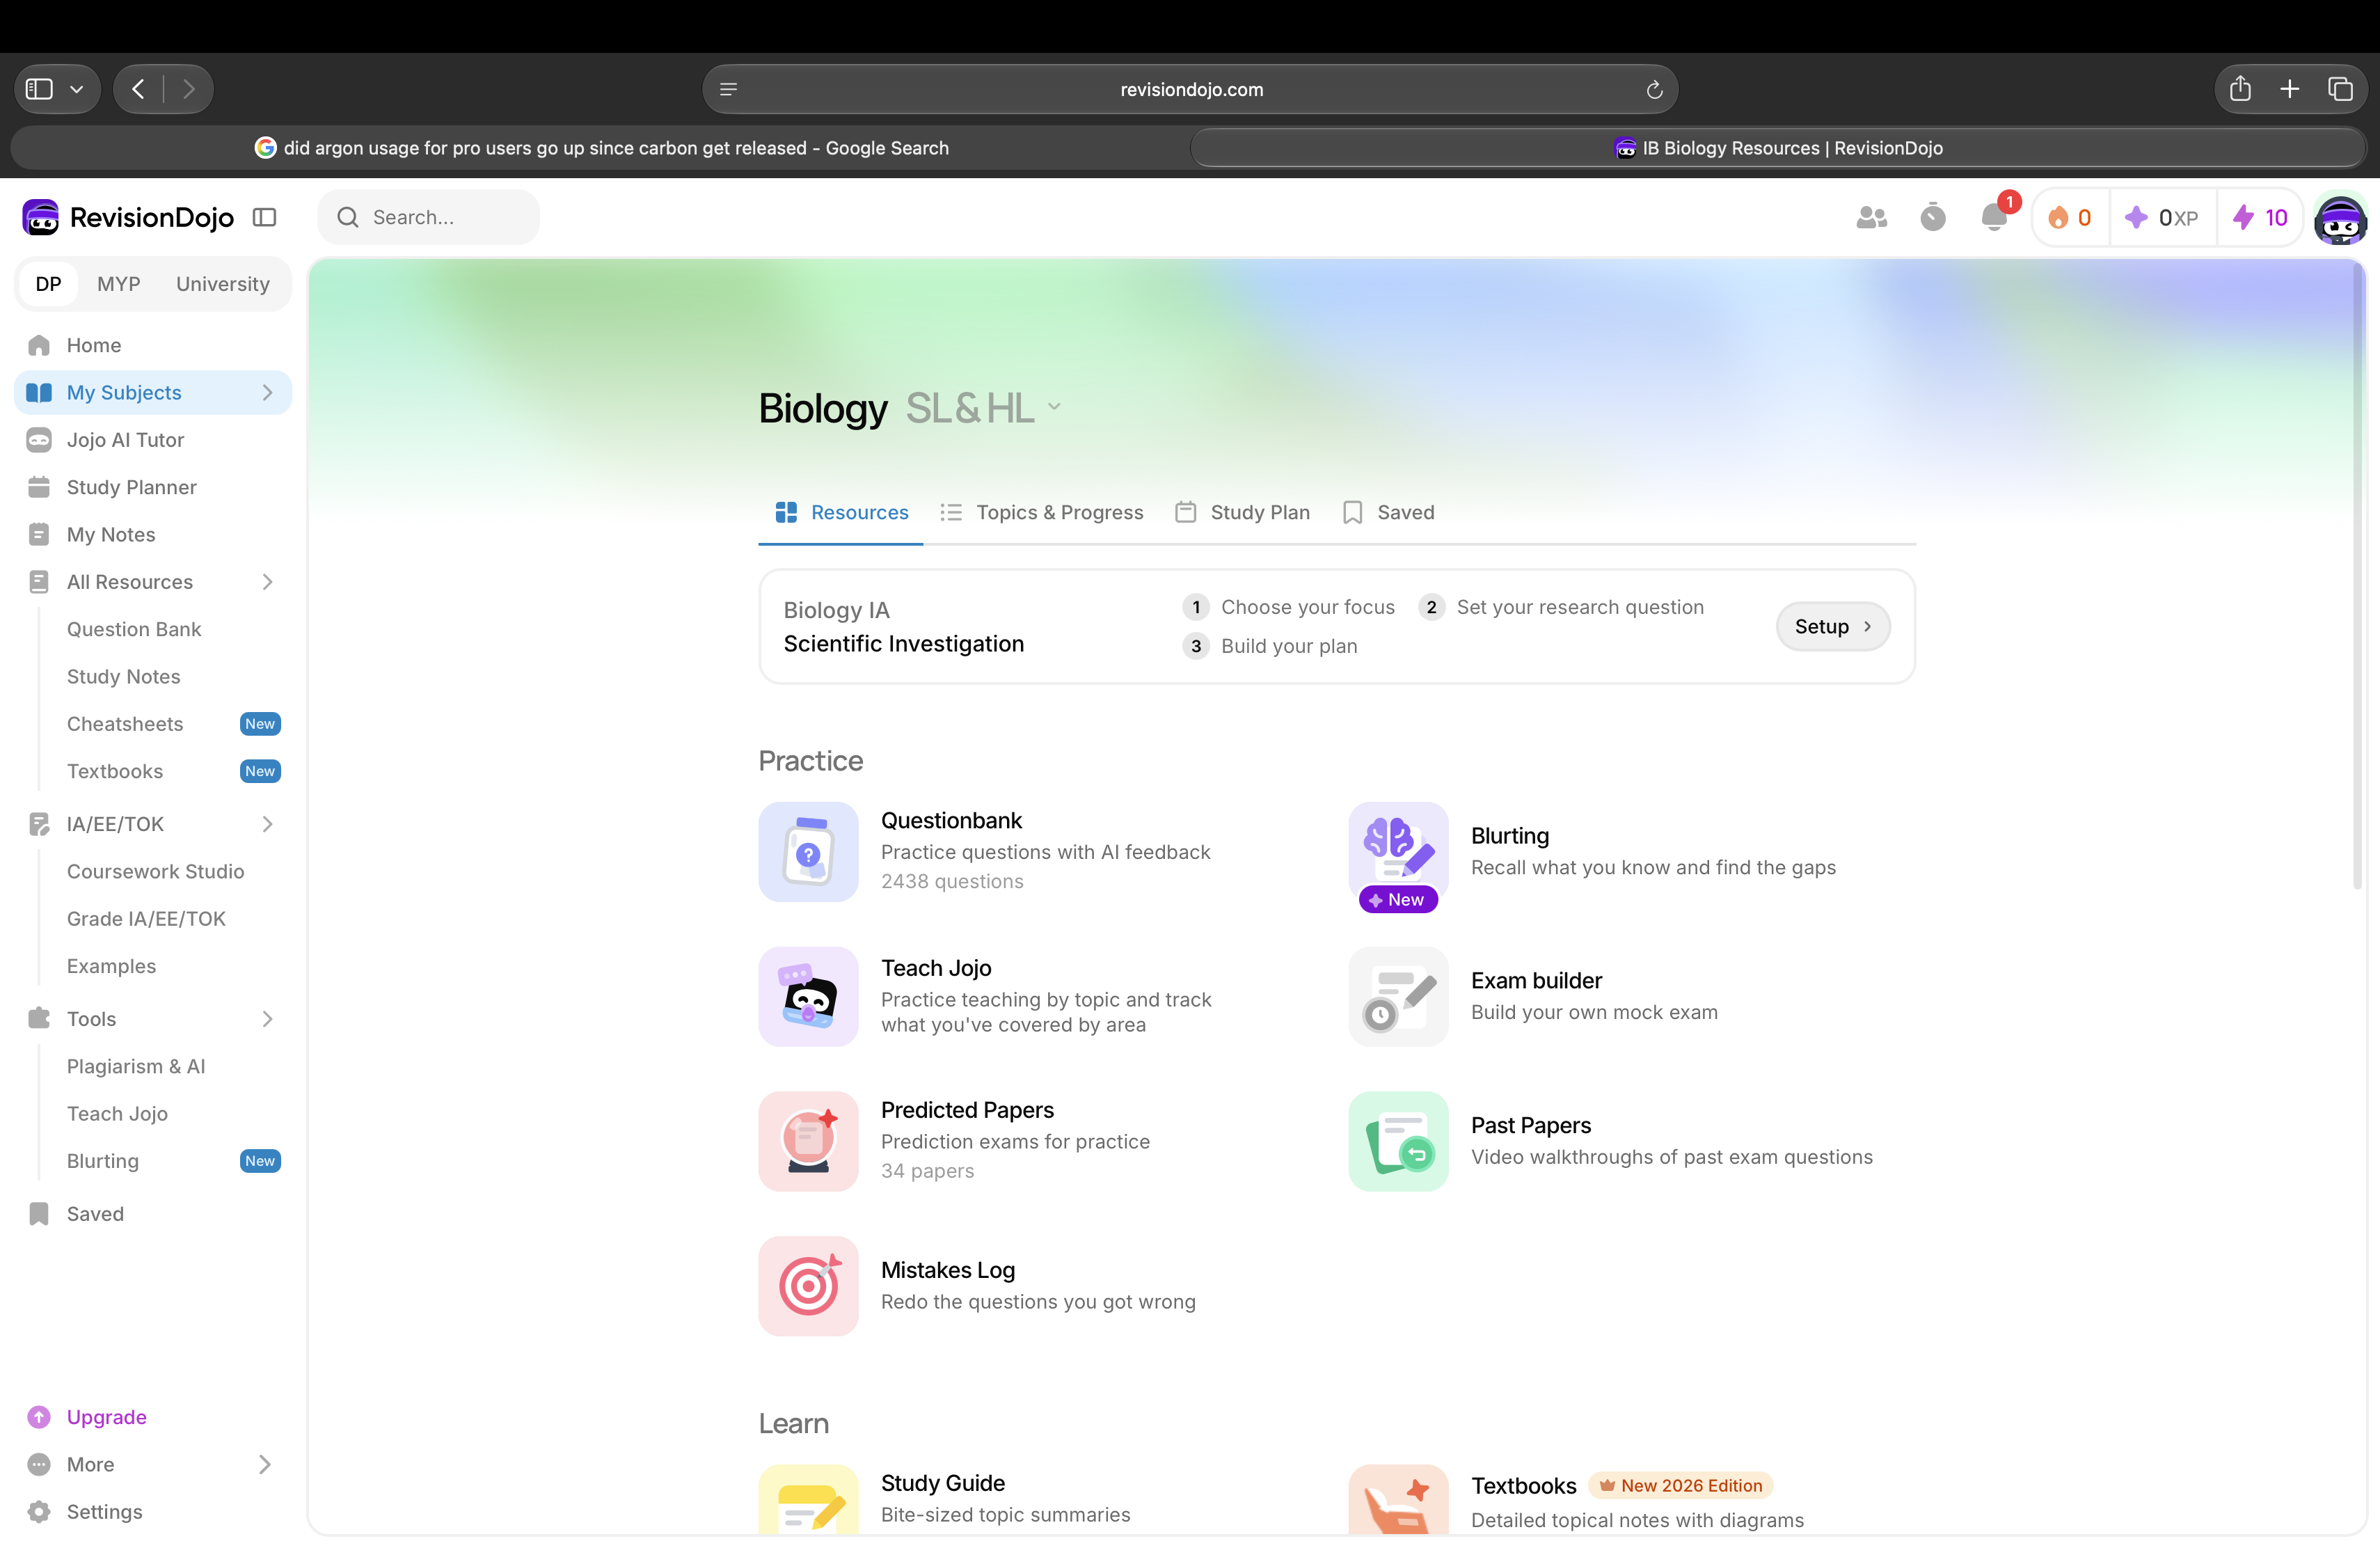 revisiondojo.com
did argon usage for pro users go up since carbon get released - Google Search
IB Biology Resources | RevisionDojo
RevisionDojo
Search...
1
0
0XP
10
DP
MYP
University
Home
My Subjects
Jojo AI Tutor
Study Planner
My Notes
All Resources
Question Bank
Study Notes
Cheatsheets New
Textbooks New
IA/EE/TOK
Coursework Studio
Grade IA/EE/TOK
Examples
Tools
Plagiarism & AI
Teach Jojo
Blurting New
Saved
Upgrade
More
Settings
Biology SL & HL
Resources
Topics & Progress
Study Plan
Saved
Biology IA
Scientific Investigation
1 Choose your focus
2 Set your research question
3 Build your plan
Setup
Practice
Questionbank
Practice questions with AI feedback
2438 questions
Blurting
Recall what you know and find the gaps
New
Teach Jojo
Practice teaching by topic and track
what you've covered by area
Exam builder
Build your own mock exam
Predicted Papers
Prediction exams for practice
34 papers
Past Papers
Video walkthroughs of past exam questions
Mistakes Log
Redo the questions you got wrong
Learn
Study Guide
Bite-sized topic summaries
Textbooks New 2026 Edition
Detailed topical notes with diagrams